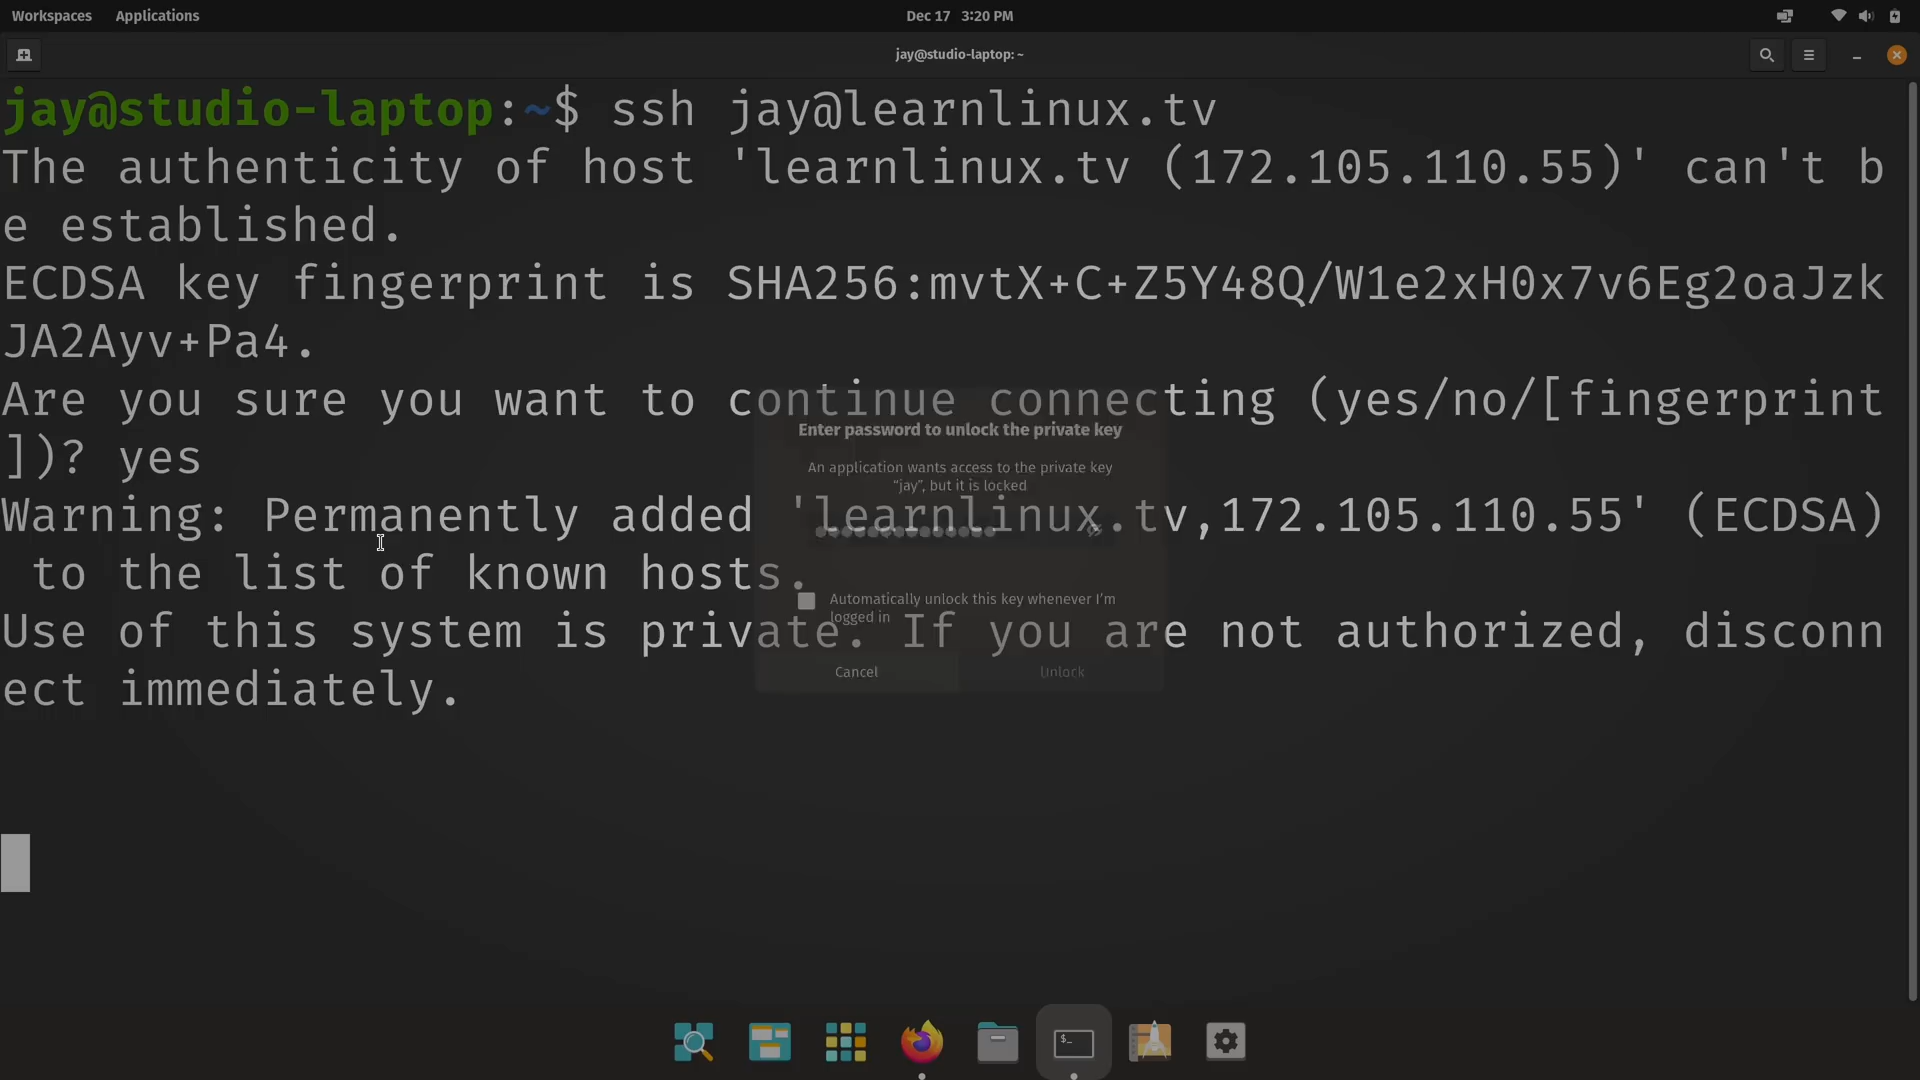 Workspaces Applications Dec 17 3:20 PM
jay@studio-laptop: ~
jay@studio-laptop:~$ ssh jay@learnlinux.tv
The authenticity of host 'learnlinux.tv (172.105.110.55)' can't b
e established.
ECDSA key fingerprint is SHA256:mvtX+C+Z5Y48Q/W1e2xH0x7v6Eg2oaJzk
JA2Ayv+Pa4.
Are you sure you want to continue connecting (yes/no/[fingerprint
])? yes
Warning: Permanently added 'learnlinux.tv,172.105.110.55' (ECDSA)
 to the list of known hosts.
Use of this system is private. If you are not authorized, disconn
ect immediately.
Enter password to unlock the private key
An application wants access to the private key
“jay”, but it is locked
Automatically unlock this key whenever I’m
logged in
Cancel Unlock
$_